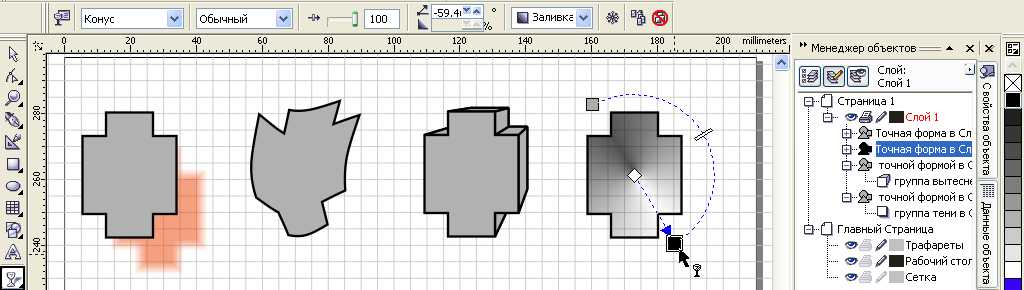 Конус Обычный 100 -59.4 ° Заливка
0 20 40 60 80 100 120 140 160 180 200 millimeters
280
260
240
Менеджер объектов
Слой:
Слой 1
Страница 1
Слой 1
Точная форма в Сл
Точная форма в Сл
точной формой в С
группа вытесне
точной формой в С
группа тени в С
Главный Страница
Трафареты
Рабочий стол
Сетка
Свойства объекта
Данные объекта